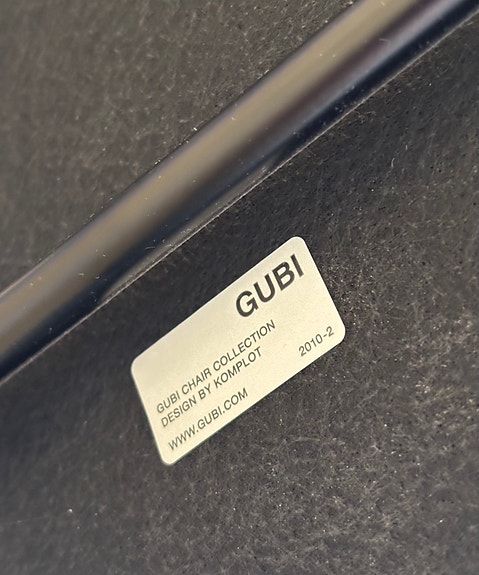 GUBI
GUBI CHAIR COLLECTION
DESIGN BY KOMPLOT
WWW.GUBI.COM
2010-2